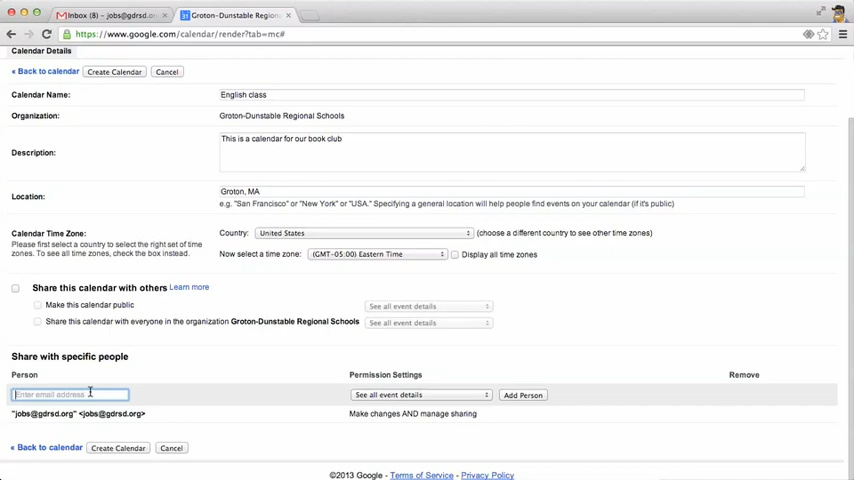 Inbox (8) – jobs@gdrsd.org
Groton-Dunstable Regional
https://www.google.com/calendar/render?tab=mc#
Calendar Details
« Back to calendar Create Calendar Cancel
Calendar Name: English class
Organization: Groton-Dunstable Regional Schools
This is a calendar for our book club
Description:
Groton, MA
Location:
e.g. "San Francisco" or "New York" or "USA." Specifying a general location will help people find events on your calendar (if it's public)
Calendar Time Zone: Country: United States (choose a different country to see other time zones)
Please first select a country to select the right set of time
zones. To see all time zones, check the box instead.
Now select a time zone: (GMT-05:00) Eastern Time Display all time zones
Share this calendar with others Learn more
Make this calendar public See all event details
Share this calendar with everyone in the organization Groton-Dunstable Regional Schools See all event details
Share with specific people
Person Permission Settings Remove
Enter email address See all event details Add Person
"jobs@gdrsd.org" <jobs@gdrsd.org> Make changes AND manage sharing
« Back to calendar Create Calendar Cancel
©2013 Google - Terms of Service - Privacy Policy